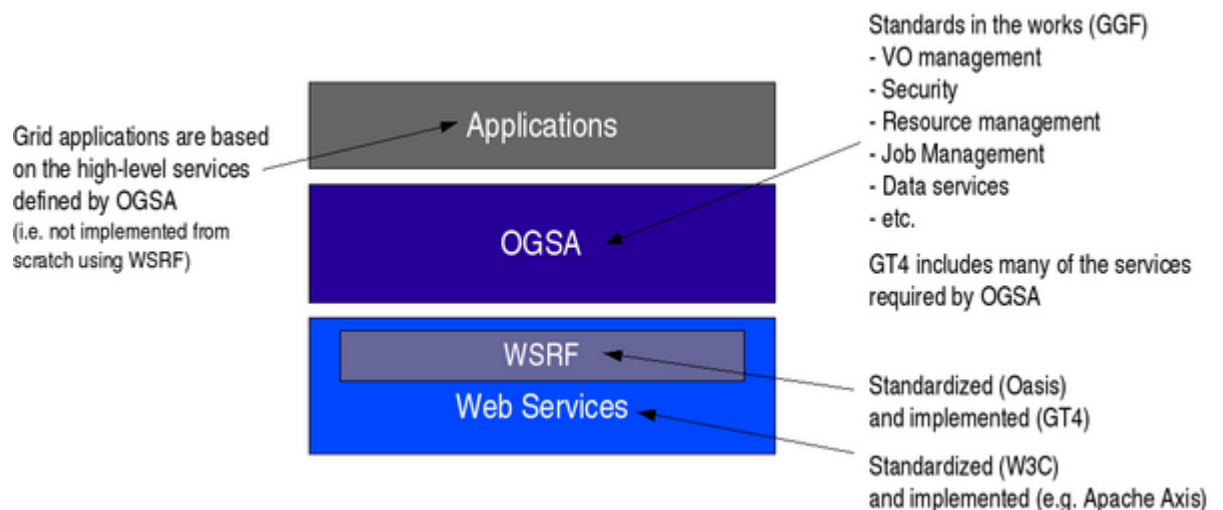 Standards in the works (GGF)
- VO management
- Security
- Resource management
- Job Management
- Data services
- etc.
GT4 includes many of the services
required by OGSA
Grid applications are based
on the high-level services
defined by OGSA
(i.e. not implemented from
scratch using WSRF)
Applications
OGSA
WSRF
Web Services
Standardized (Oasis)
and implemented (GT4)
Standardized (W3C)
and implemented (e.g. Apache Axis)